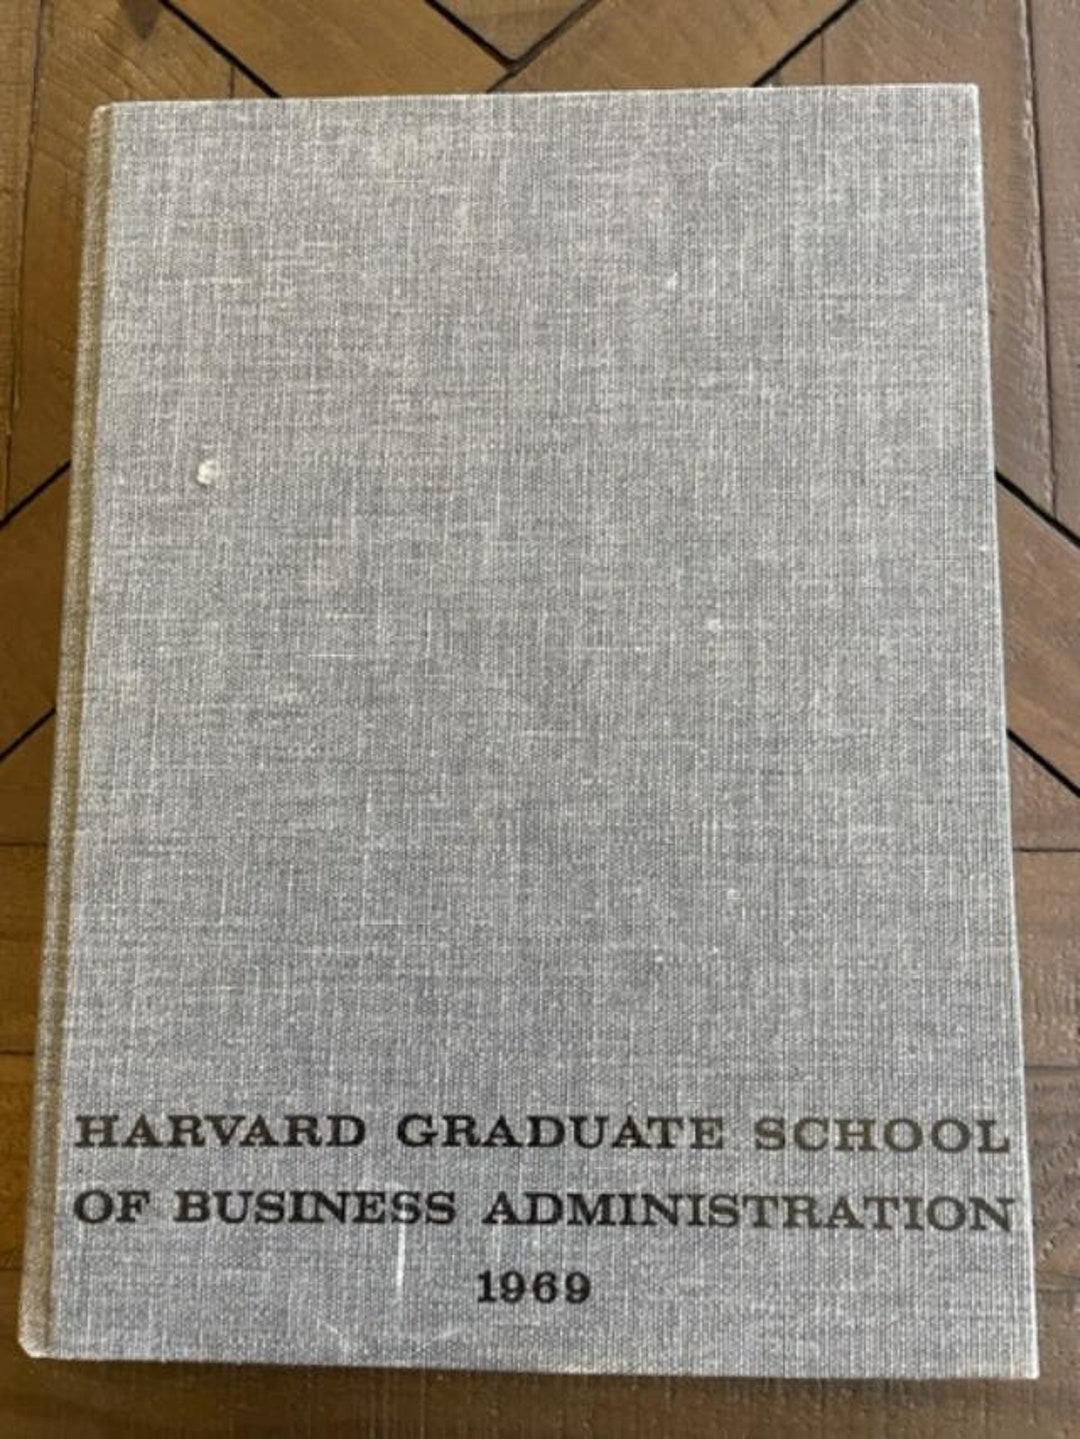 HARVARD GRADUATE SCHOOL
OF BUSINESS ADMINISTRATION
1969